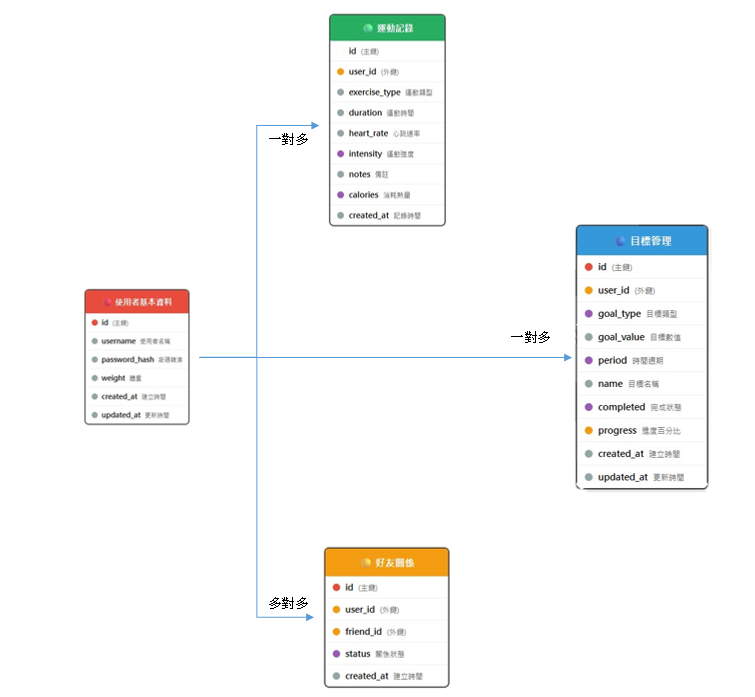 運動記錄
id (主鍵)
user_id (外鍵)
exercise_type 運動類型
duration 運動時間
heart_rate 心跳速率
intensity 運動強度
notes 備註
calories 消耗熱量
created_at 記錄時間
一對多
使用者基本資料
id (主鍵)
username 使用者名稱
password_hash
weight 體重
created_at 建立時間
updated_at 更新時間
一對多
目標管理
id (主鍵)
user_id (外鍵)
goal_type 目標類型
goal_value 目標數值
period 時間週期
name 目標名稱
completed 完成狀態
progress 進度百分比
created_at 建立時間
updated_at 更新時間
多對多
好友關係
id (主鍵)
user_id (外鍵)
friend_id (外鍵)
status 關係狀態
created_at 建立時間